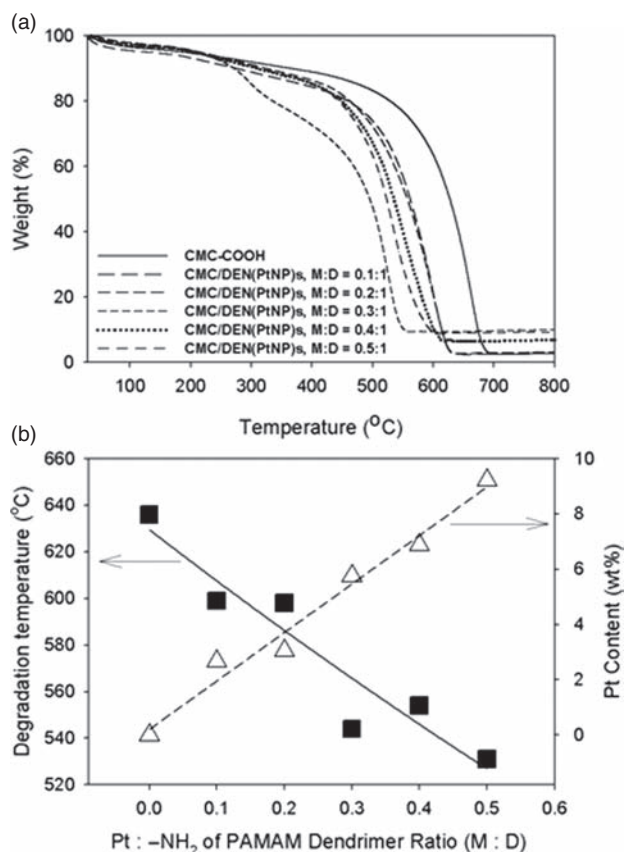 (a)
100
80
60
40
20
0
Weight (%)
CMC-COOH
CMC/DEN(PtNP)s, M:D = 0.1:1
CMC/DEN(PtNP)s, M:D = 0.2:1
CMC/DEN(PtNP)s, M:D = 0.3:1
CMC/DEN(PtNP)s, M:D = 0.4:1
CMC/DEN(PtNP)s, M:D = 0.5:1
100 200 300 400 500 600 700 800
Temperature (°C)
(b)
660
640
620
600
580
560
540
520
Degradation temperature (°C)
10
8
6
4
2
0
Pt Content (wt%)
0.0 0.1 0.2 0.3 0.4 0.5 0.6
Pt : –NH₂ of PAMAM Dendrimer Ratio (M : D)